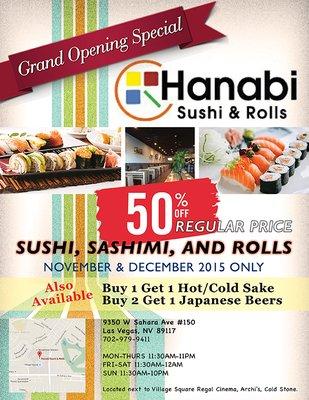 Grand Opening Special
Hanabi
Sushi & Rolls
50% OFF
REGULAR PRICE
SUSHI, SASHIMI, AND ROLLS
NOVEMBER & DECEMBER 2015 ONLY
Also Available
Buy 1 Get 1 Hot/Cold Sake
Buy 2 Get 1 Japanese Beers
9350 W Sahara Ave #150
Las Vegas, NV 89117
702-979-9411
MON-THURS 11:30AM-11PM
FRI-SAT 11:30AM-12AM
SUN 11:30AM-10PM
Located next to Village Square Regal Cinema, Archi's, Cold Stone.